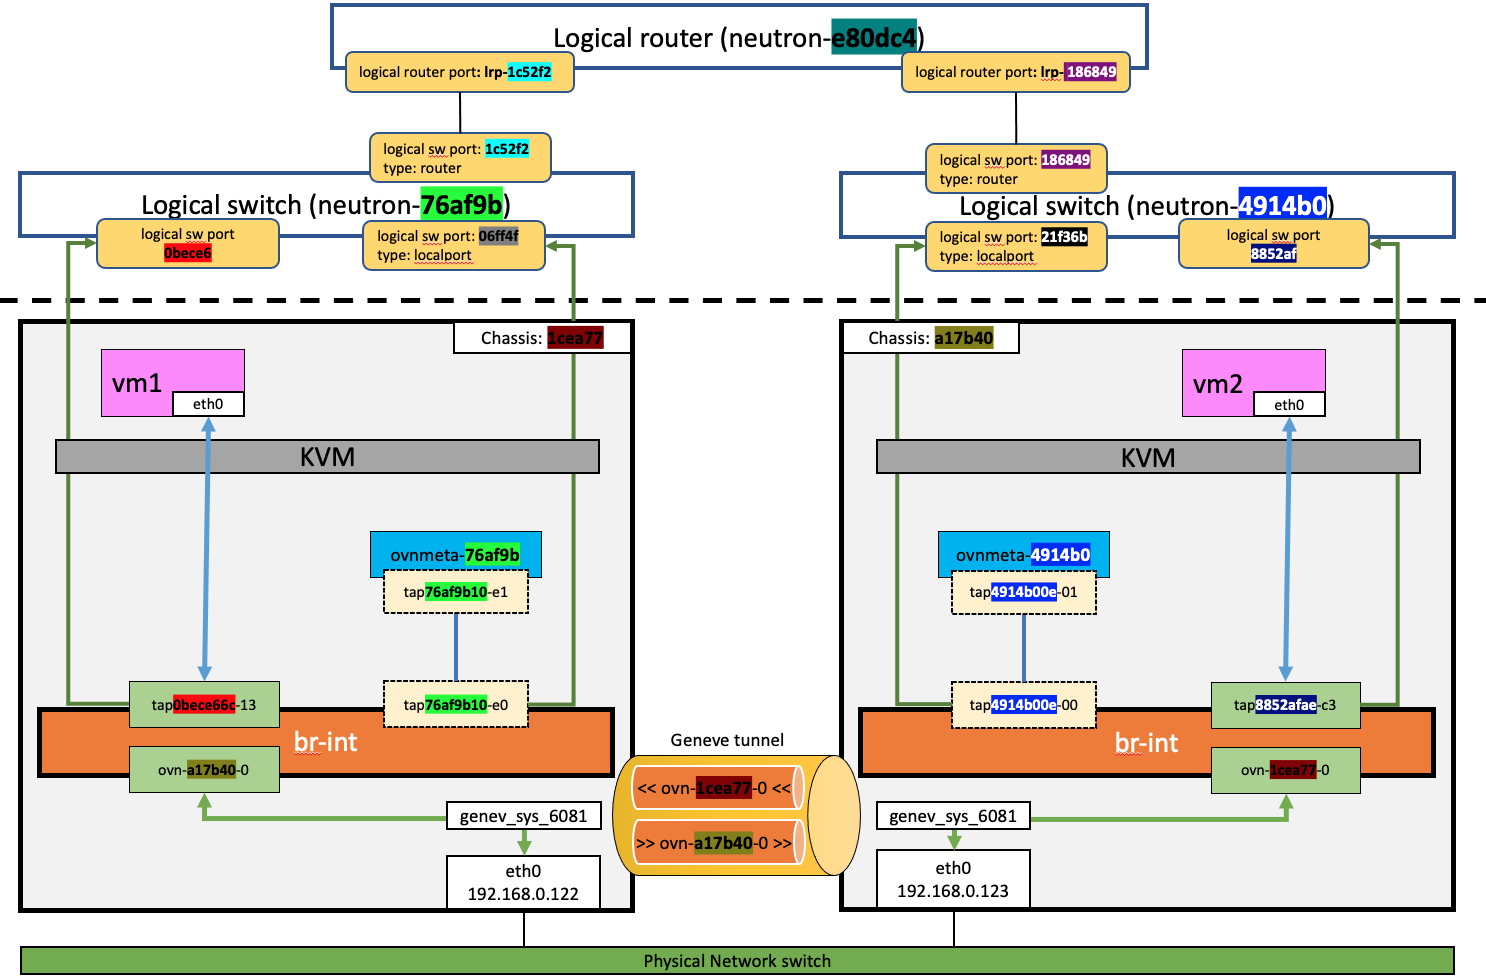 Logical router (neutron-e80dc4)
logical router port: lrp-1c52f2
logical router port: lrp-186849
logical sw port: 1c52f2
type: router
logical sw port: 186849
type: router
Logical switch (neutron-76af9b)
logical sw port
0bece6
logical sw port: 06ff4f
type: localport
Logical switch (neutron-4914b0)
logical sw port: 21f36b
type: localport
logical sw port
8852af
Chassis: 1cea77
vm1
eth0
KVM
ovnmeta-76af9b
tap76af9b10-e1
tap0bece66c-13
tap76af9b10-e0
br-int
ovn-a17b40-0
genev_sys_6081
eth0
192.168.0.122
Geneve tunnel
<< ovn-1cea77-0 <<
>> ovn-a17b40-0 >>
Chassis: a17b40
vm2
eth0
KVM
ovnmeta-4914b0
tap4914b00e-01
tap4914b00e-00
tap8852afae-c3
br-int
ovn-1cea77-0
genev_sys_6081
eth0
192.168.0.123
Physical Network switch